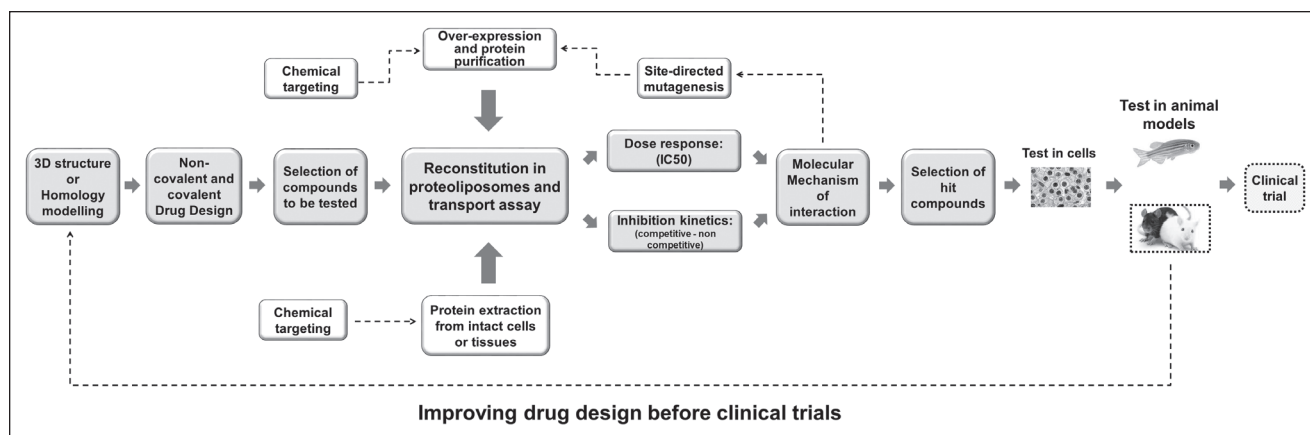 Over-expression
and protein
purification
Chemical
targeting
Site-directed
mutagenesis
3D structure
or
Homology
modelling
Non-
covalent and
covalent
Drug Design
Selection of
compounds
to be tested
Reconstitution in
proteoliposomes and
transport assay
Dose response:
(IC50)
Inhibition kinetics:
(competitive - non
competitive)
Molecular
Mechanism
of
interaction
Selection of
hit
compounds
Test in cells
Test in animal
models
Clinical
trial
Chemical
targeting
Protein extraction
from intact cells
or tissues
Improving drug design before clinical trials